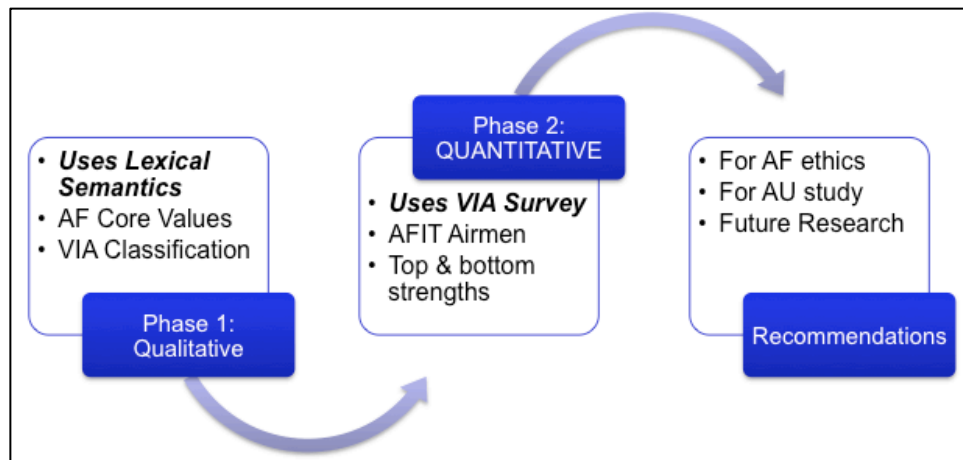 • Uses Lexical
Semantics
• AF Core Values
• VIA Classification
Phase 1:
Qualitative
Phase 2:
QUANTITATIVE
• Uses VIA Survey
• AFIT Airmen
• Top & bottom
strengths
• For AF ethics
• For AU study
• Future Research
Recommendations